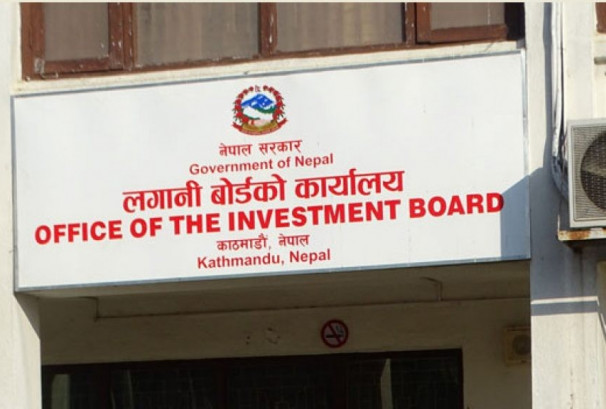 नेपाल सरकार
Government of Nepal
लगानी बोर्डको कार्यालय
OFFICE OF THE INVESTMENT BOARD
काठमाडौं, नेपाल
Kathmandu, Nepal